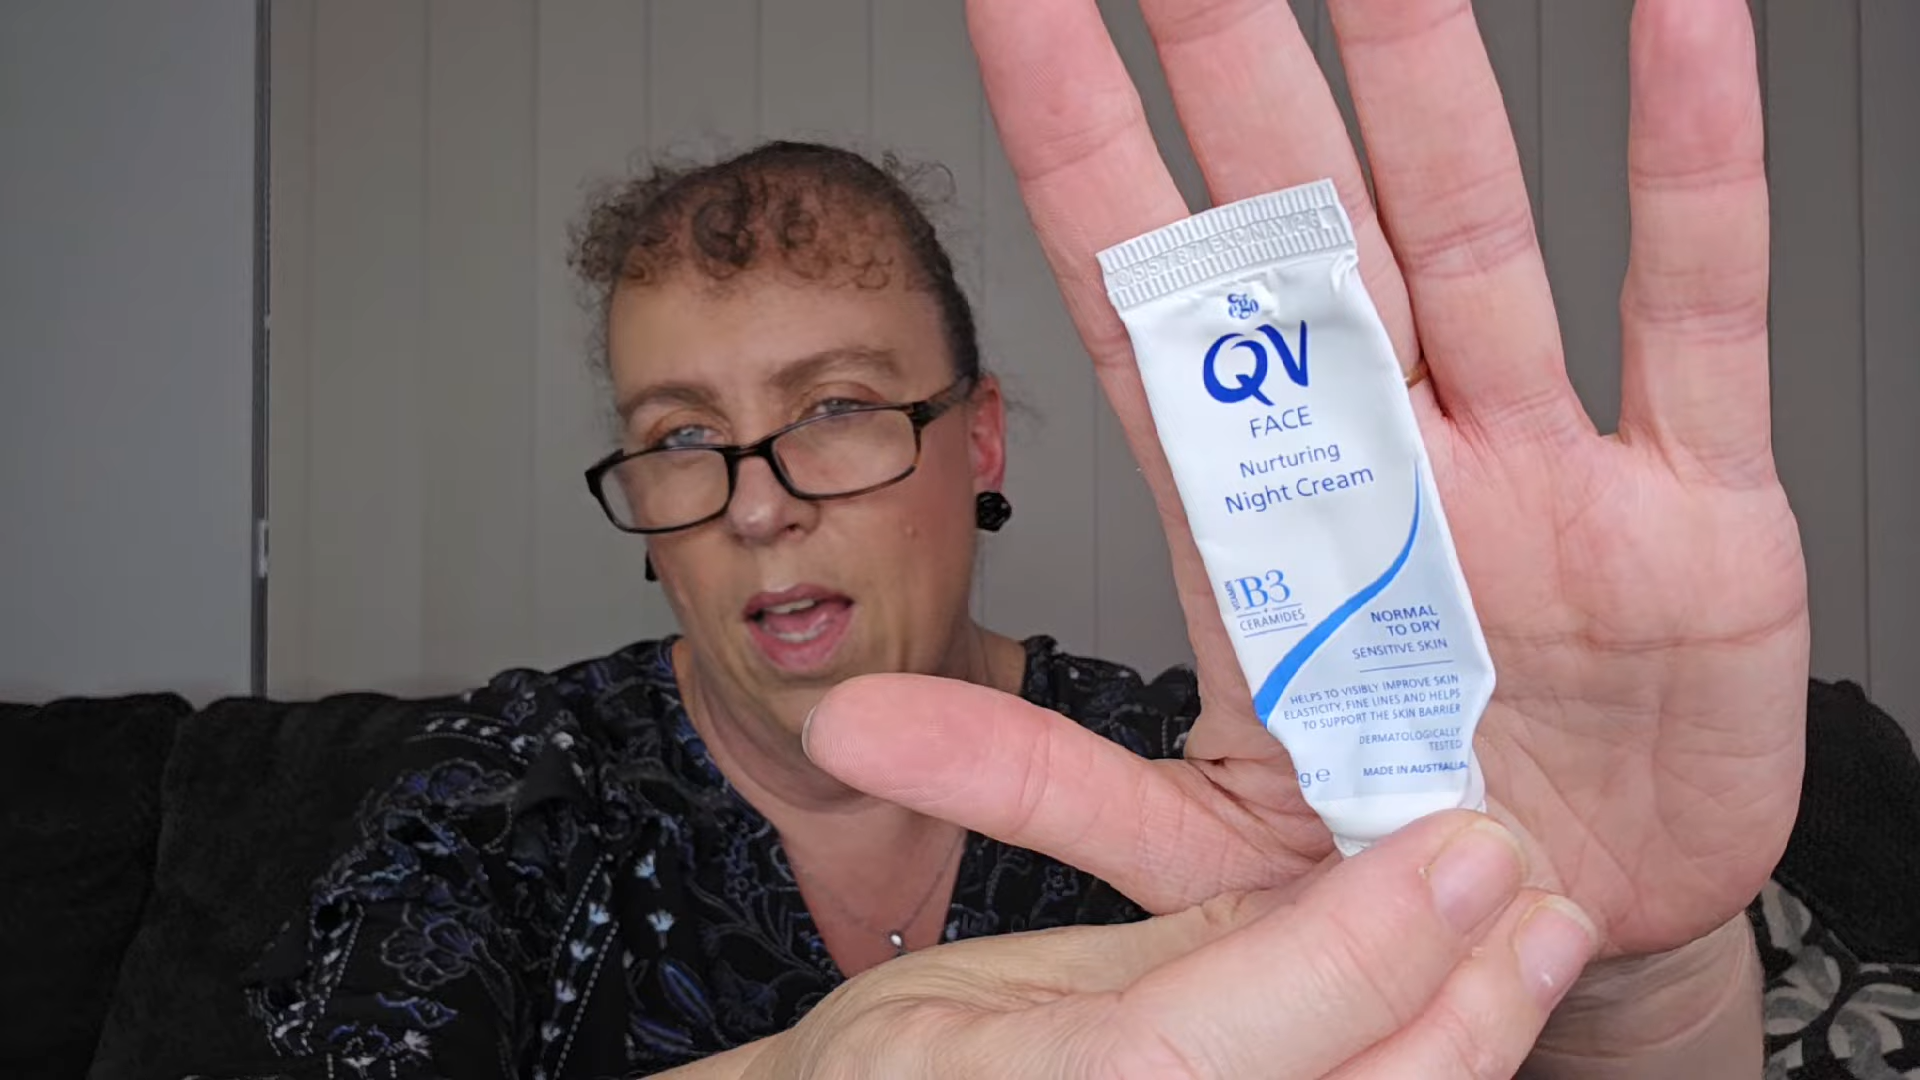 ego
QV
FACE
Nurturing
Night Cream
VITAMIN
B3
+
CERAMIDES
NORMAL
TO DRY
SENSITIVE SKIN
HELPS TO VISIBLY IMPROVE SKIN
ELASTICITY, FINE LINES AND HELPS
TO SUPPORT THE SKIN BARRIER
DERMATOLOGICALLY
TESTED
g e
MADE IN AUSTRALIA